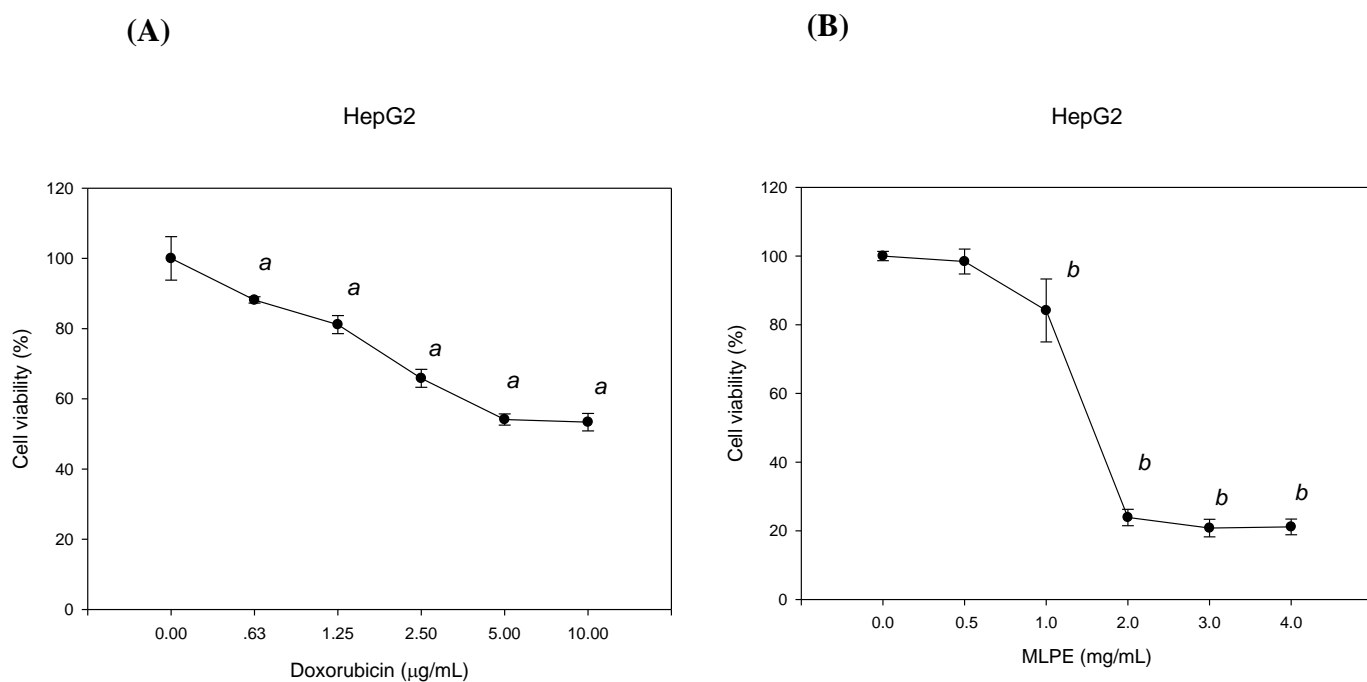 (A)
HepG2
120
100
80
60
40
20
0
Cell viability (%)
a
a
a
a
a
0.00 .63 1.25 2.50 5.00 10.00
Doxorubicin (μg/mL)
(B)
HepG2
120
100
80
60
40
20
0
Cell viability (%)
b
b
b
b
0.0 0.5 1.0 2.0 3.0 4.0
MLPE (mg/mL)